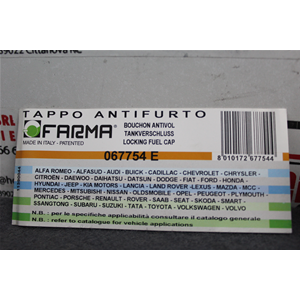 89022 Cittanova RC
TAPPO ANTIFURTO
FARMA
BOUCHON ANTIVOL
TANKVERSCHLUSS
LOCKING FUEL CAP
MADE IN ITALY - PATENTED
067754 E
8 010172 677544
ALFA ROMEO - ALFASUD - AUDI - BUICK - CADILLAC - CHEVROLET - CHRYSLER -
CITROËN - DAEWOO - DAIHATSU - DATSUN - DODGE - FIAT - FORD - HONDA -
HYUNDAI - JEEP - KIA MOTORS - LANCIA - LAND ROVER - LEXUS - MAZDA - MCC -
MERCEDES - MITSUBISHI - NISSAN - OLDSMOBILE - OPEL - PEUGEOT - PLYMOUTH -
PONTIAC - PORSCHE - RENAULT - ROVER - SAAB - SEAT - SKODA - SMART -
SSANGTONG - SUBARU - SUZUKI - TATA - TOYOTA - VOLKSWAGEN - VOLVO
N.B. : per le specifiche applicabilità consultare il catalogo generale
N.B. : refer to catalogue for vehicle applications